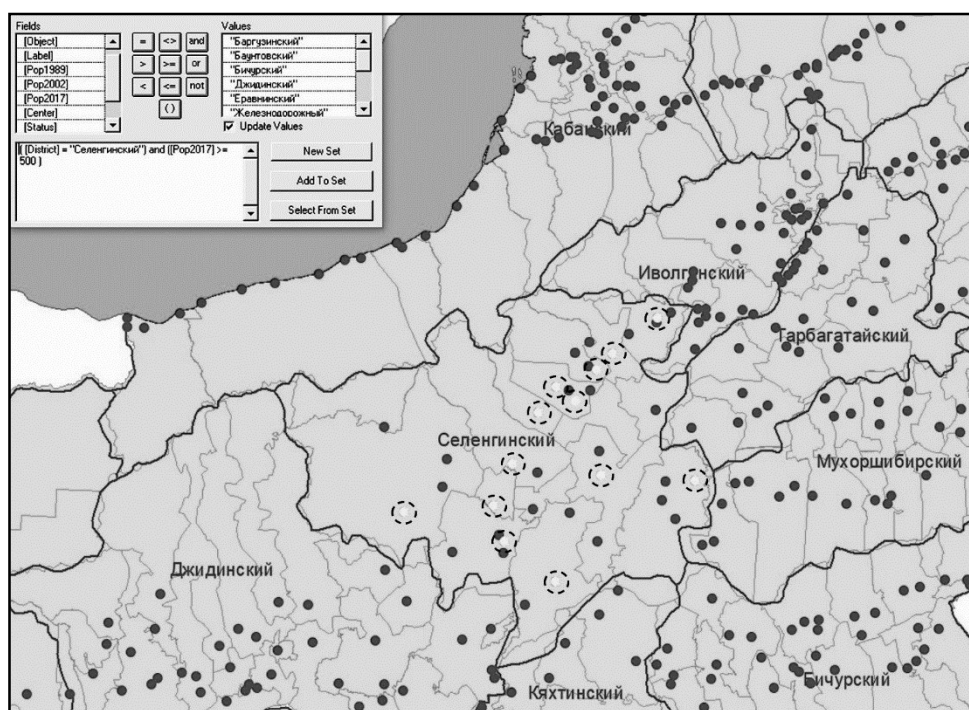 Fields
[Object]
[Label]
[Pop1989]
[Pop2002]
[Pop2017]
[Center]
[Status]
= <> and
> >= or
< <= not
( )
Values
"Баргузинский"
"Баунтовский"
"Бичурский"
"Джидинский"
"Еравнинский"
"Железнодорожный"
Update Values
( [District] = "Селенгинский") and ([Pop2017] >=
500 )
New Set
Add To Set
Select From Set
Кабанский
Иволгинский
Тарбагатайский
Селенгинский
Мухоршибирский
Джидинский
Кяхтинский
Бичурский